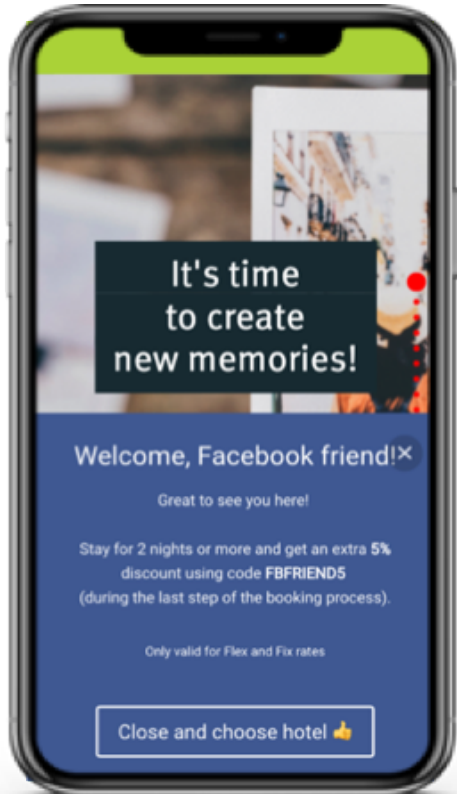 It's time
to create
new memories!
Welcome, Facebook friend!
×
Great to see you here!
Stay for 2 nights or more and get an extra 5%
discount using code FBFRIEND5
(during the last step of the booking process).
Only valid for Flex and Fix rates
Close and choose hotel 👍